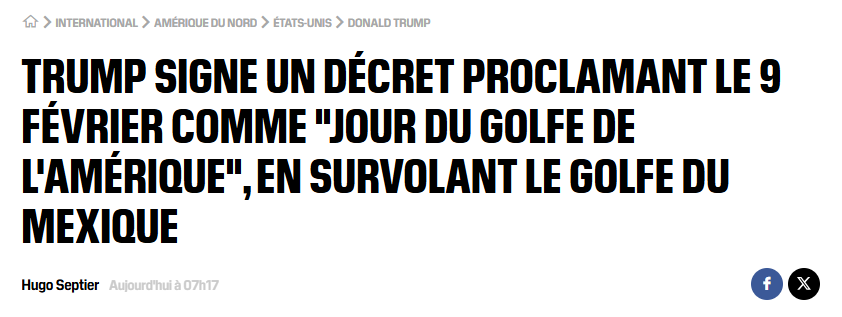 INTERNATIONAL > AMÉRIQUE DU NORD > ÉTATS-UNIS > DONALD TRUMP
TRUMP SIGNE UN DÉCRET PROCLAMANT LE 9
FÉVRIER COMME "JOUR DU GOLFE DE
L'AMÉRIQUE", EN SURVOLANT LE GOLFE DU
MEXIQUE
Hugo Septier Aujourd'hui à 07h17